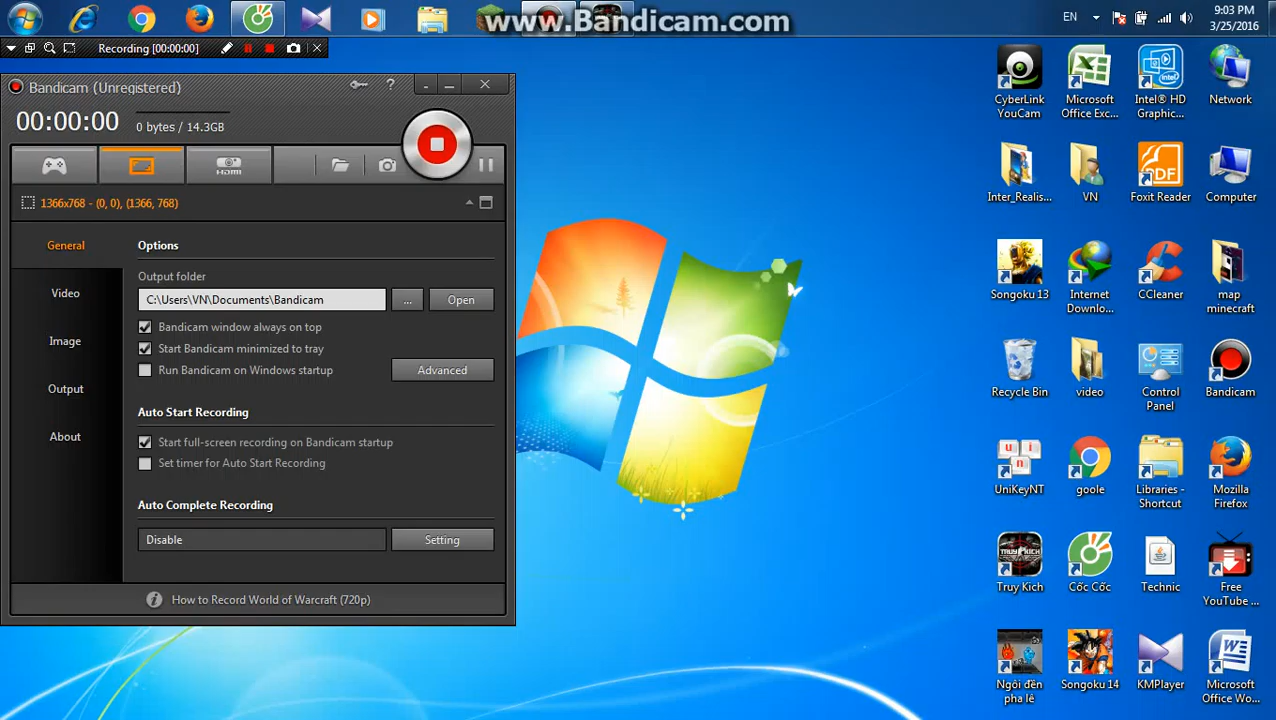 www.Bandicam.com
EN
9:03 PM
3/25/2016
Recording [00:00:00]
Bandicam (Unregistered)
?
00:00:00
0 bytes / 14.3GB
HDMI
1366x768 - (0, 0), (1366, 768)
General
Video
Image
Output
About
Options
Output folder
C:\Users\VN\Documents\Bandicam
...
Open
Bandicam window always on top
Start Bandicam minimized to tray
Run Bandicam on Windows startup
Advanced
Auto Start Recording
Start full-screen recording on Bandicam startup
Set timer for Auto Start Recording
Auto Complete Recording
Disable
Setting
How to Record World of Warcraft (720p)
CyberLink
YouCam
Microsoft
Office Exc...
Intel® HD
Graphic...
Network
Inter_Realis...
VN
PDF
Foxit Reader
Computer
Songoku 13
Internet
Downlo...
CCleaner
map
minecraft
Recycle Bin
video
Control
Panel
Bandicam
UniKeyNT
goole
Libraries -
Shortcut
Mozilla
Firefox
TRUY KÍCH
Truy Kich
Cốc Cốc
Technic
Free
YouTube ...
Ngôi đền
pha lê
Songoku 14
KMPlayer
Microsoft
Office Wo...